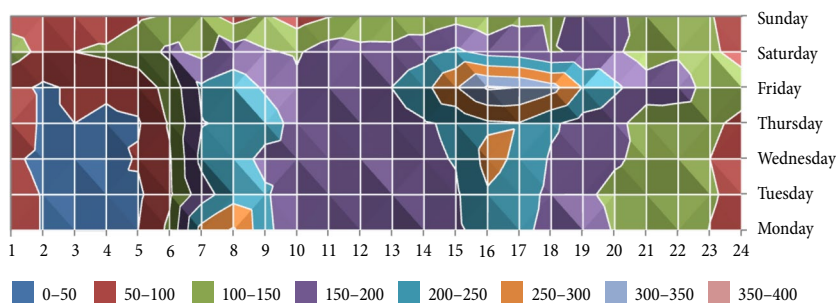 Sunday
Saturday
Friday
Thursday
Wednesday
Tuesday
Monday
1 2 3 4 5 6 7 8 9 10 11 12 13 14 15 16 17 18 19 20 21 22 23 24
0–50 50–100 100–150 150–200 200–250 250–300 300–350 350–400